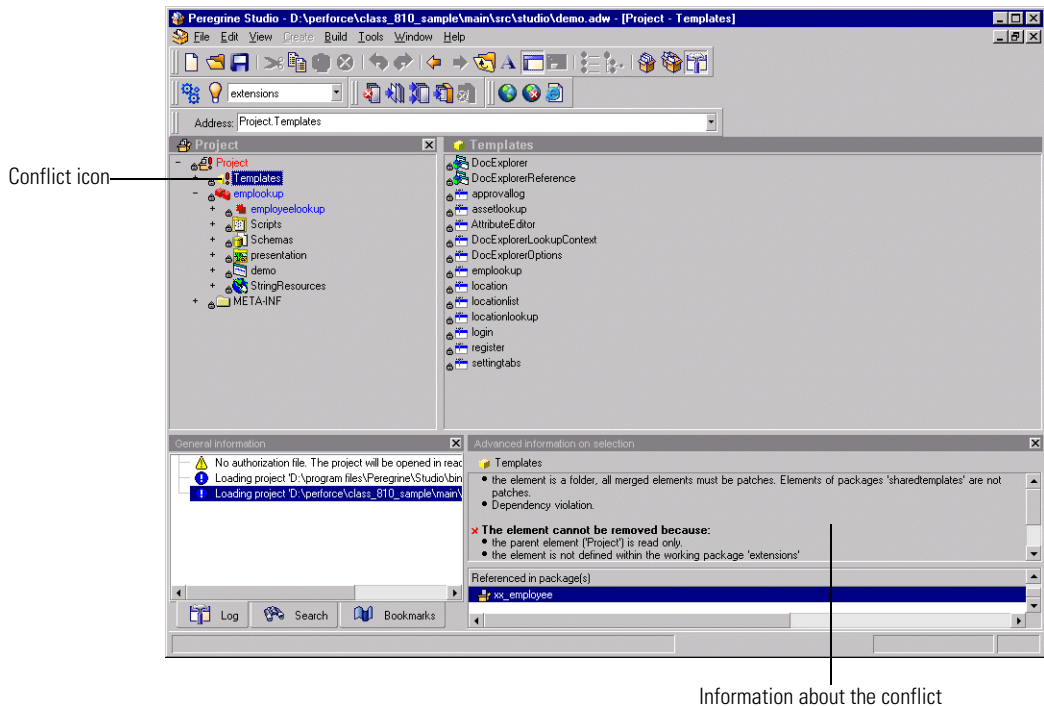 Peregrine Studio - D:\perforce\class_810_sample\main\src\studio\demo.adw - [Project - Templates]
File Edit View Create Build Tools Window Help
extensions
Address: Project.Templates
Project
Templates
Conflict icon
Project
Templates
emplookup
employeelookup
Scripts
Schemas
presentation
demo
StringResources
META-INF
DocExplorer
DocExplorerReference
approvallog
assetlookup
AttributeEditor
DocExplorerLookupContext
DocExplorerOptions
emplookup
location
locationlist
locationlookup
login
register
settingtabs
General information
No authorization file. The project will be opened in reac
Loading project 'D:\program files\Peregrine\Studio\bin
Loading project 'D:\perforce\class_810_sample\main\
Log Search Bookmarks
Advanced information on selection
Templates
• the element is a folder, all merged elements must be patches. Elements of packages 'sharedtemplates' are not
patches.
• Dependency violation.
The element cannot be removed because:
• the parent element ('Project') is read only.
• the element is not defined within the working package 'extensions'
Referenced in package(s)
xx_employee
Information about the conflict